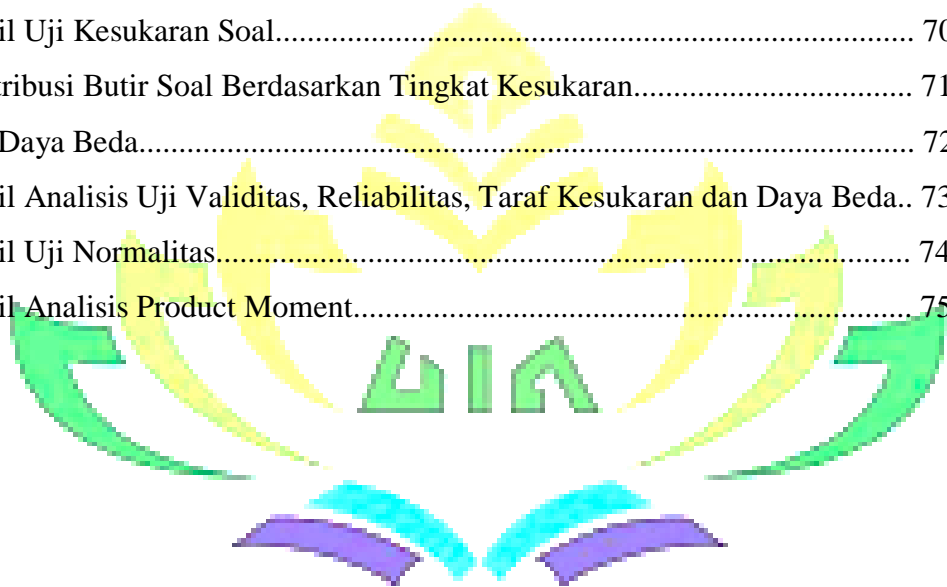 il Uji Kesukaran Soal.............................................................................. 70
tribusi Butir Soal Berdasarkan Tingkat Kesukaran.................................. 71
Daya Beda.............................................................................................. 72
il Analisis Uji Validitas, Reliabilitas, Taraf Kesukaran dan Daya Beda.. 73
il Uji Normalitas..................................................................................... 74
il Analisis Product Moment.................................................................... 75
UIN